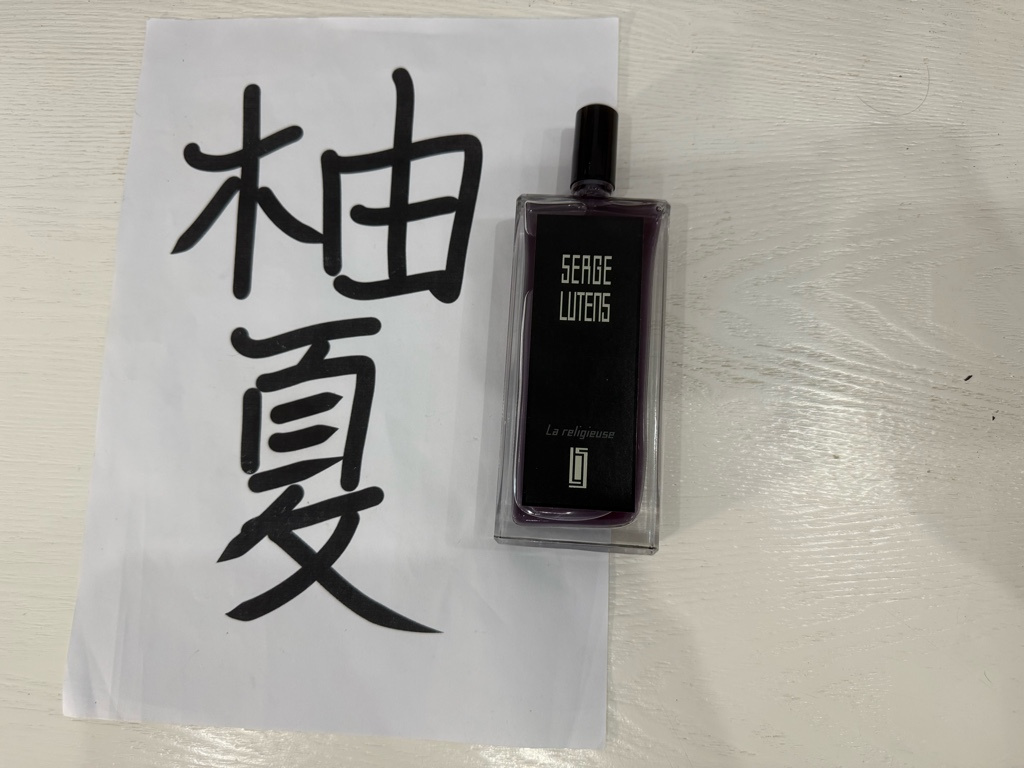 柚
夏
SERGE
LUTENS
La religieuse